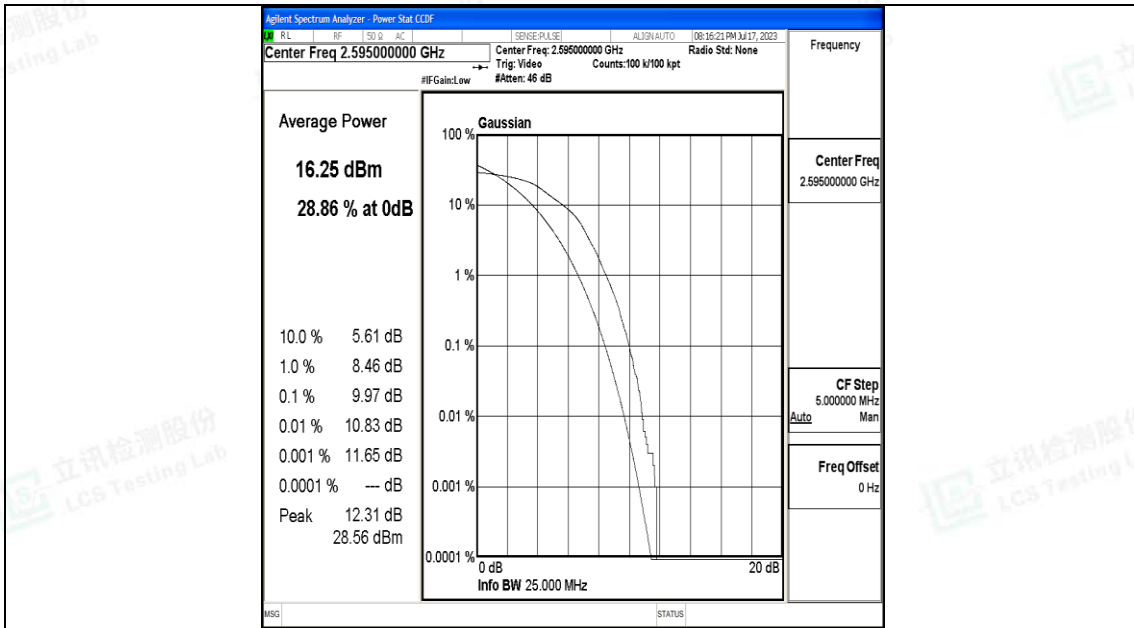 Agilent Spectrum Analyzer - Power Stat CCDF
RL RF 50 Ω AC SENSE:PULSE ALIGN AUTO 08:16:21 PM Jul 17, 2023
Center Freq 2.595000000 GHz
Center Freq: 2.595000000 GHz Radio Std: None
Trig: Video Counts:100 k/100 kpt
#IFGain:Low #Atten: 46 dB
Frequency
Average Power
16.25 dBm
28.86 % at 0dB
10.0 % 5.61 dB
1.0 % 8.46 dB
0.1 % 9.97 dB
0.01 % 10.83 dB
0.001 % 11.65 dB
0.0001 % --- dB
Peak 12.31 dB
28.56 dBm
Gaussian
100 %
10 %
1 %
0.1 %
0.01 %
0.001 %
0.0001 %
0 dB 20 dB
Info BW 25.000 MHz
Center Freq
2.595000000 GHz
CF Step
5.000000 MHz
Auto Man
Freq Offset
0 Hz
MSG STATUS
立讯检测股份
LCS Testing Lab
立讯检测股份